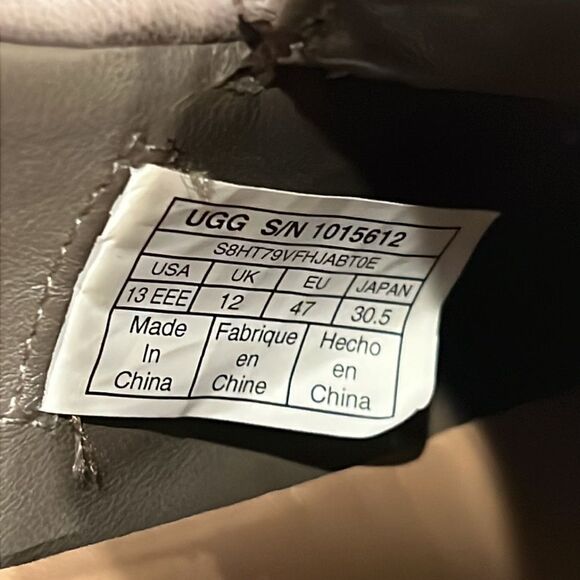 UGG S/N 1015612
S8HT79VFHJABT0E
USA UK EU JAPAN
13 EEE 12 47 30.5
Made Fabrique Hecho
In en en
China Chine China